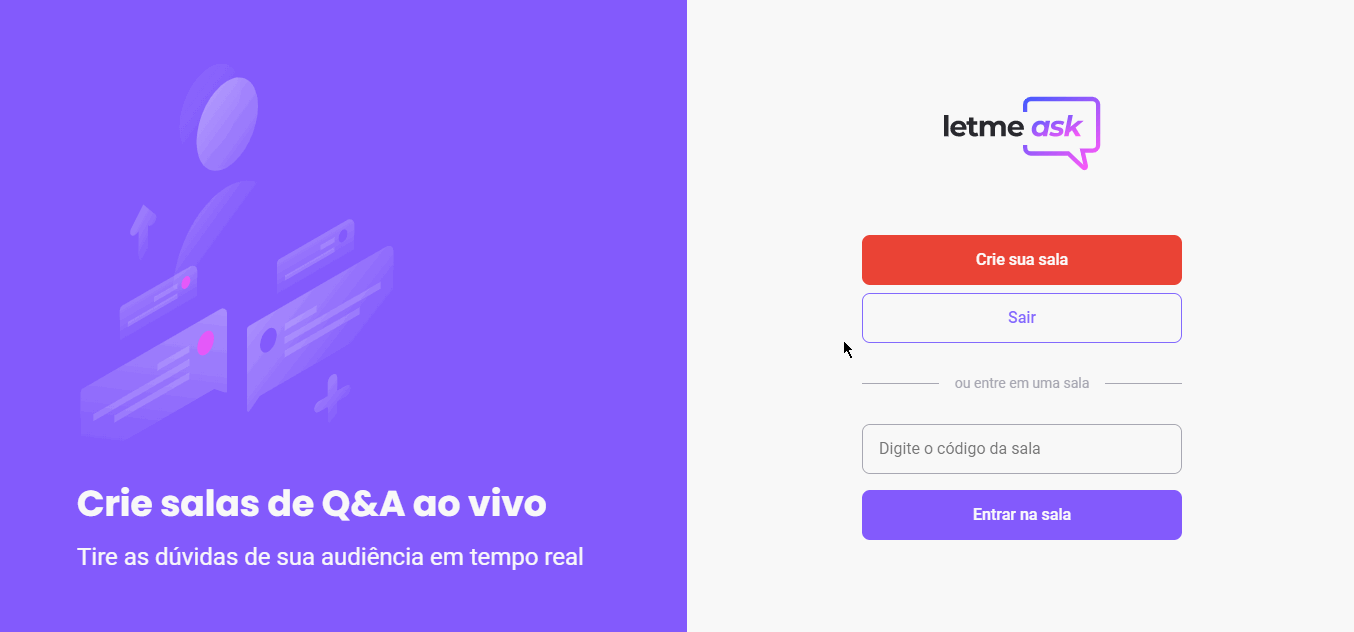 Crie salas de Q&A ao vivo
Tire as dúvidas de sua audiência em tempo real
letme ask
Crie sua sala
Sair
ou entre em uma sala
Digite o código da sala
Entrar na sala